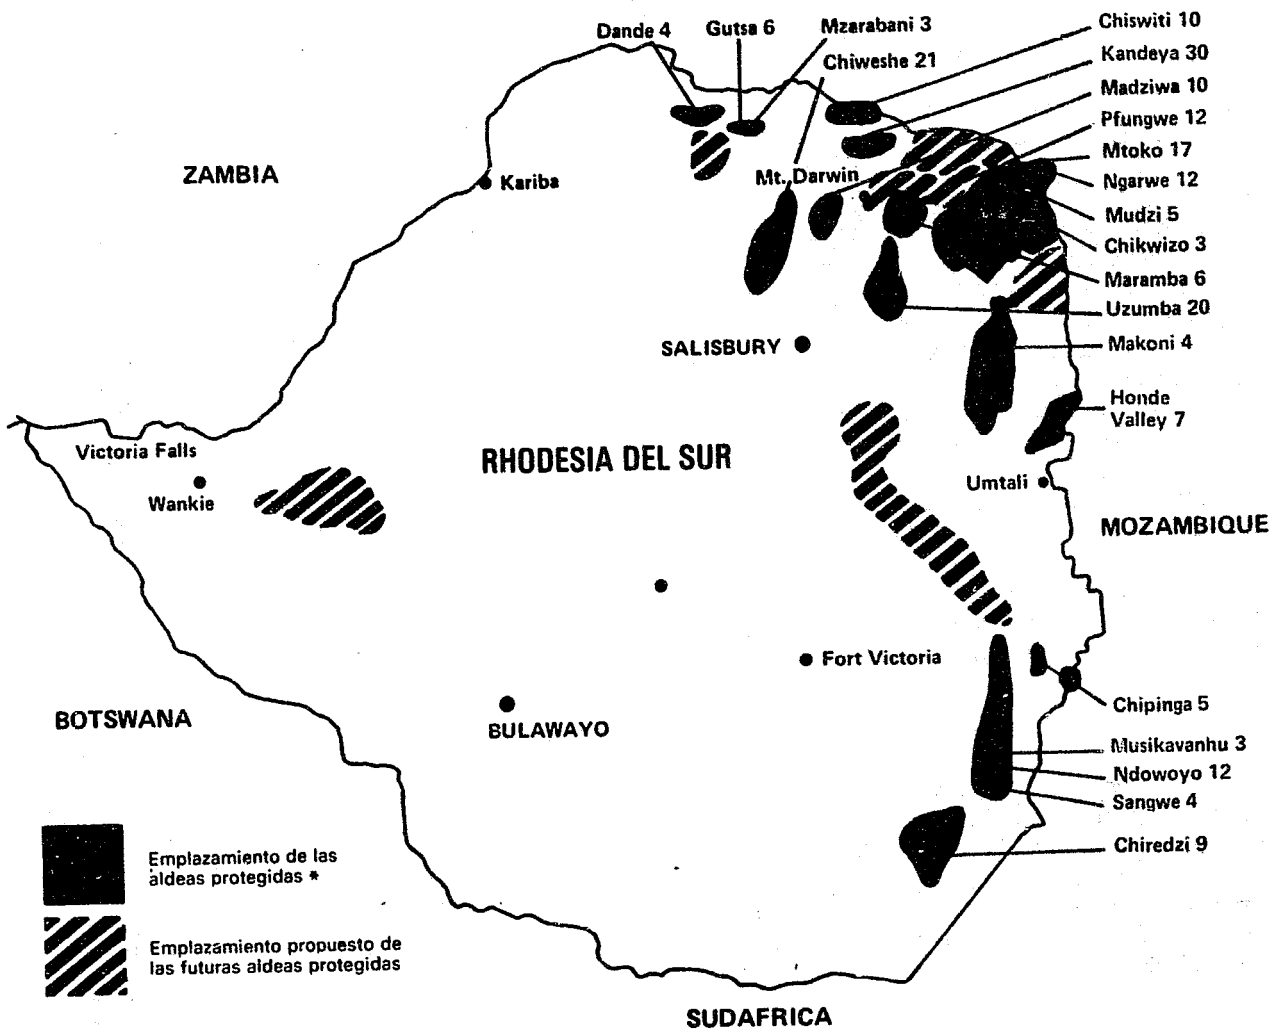 Dande 4
Gutsa 6
Mzarabani 3
Chiweshe 21
Chiswiti 10
Kandeya 30
Madziwa 10
Pfungwe 12
Mtoko 17
Ngarwe 12
Mudzi 5
Chikwizo 3
Maramba 6
Uzumba 20
Makoni 4
Honde
Valley 7
ZAMBIA
Kariba
Mt. Darwin
SALISBURY
Victoria Falls
Wankie
RHODESIA DEL SUR
Umtali
MOZAMBIQUE
Fort Victoria
BOTSWANA
BULAWAYO
Chipinga 5
Musikavanhu 3
Ndowoyo 12
Sangwe 4
Chiredzi 9
Emplazamiento de las
aldeas protegidas *
Emplazamiento propuesto de
las futuras aldeas protegidas
SUDAFRICA